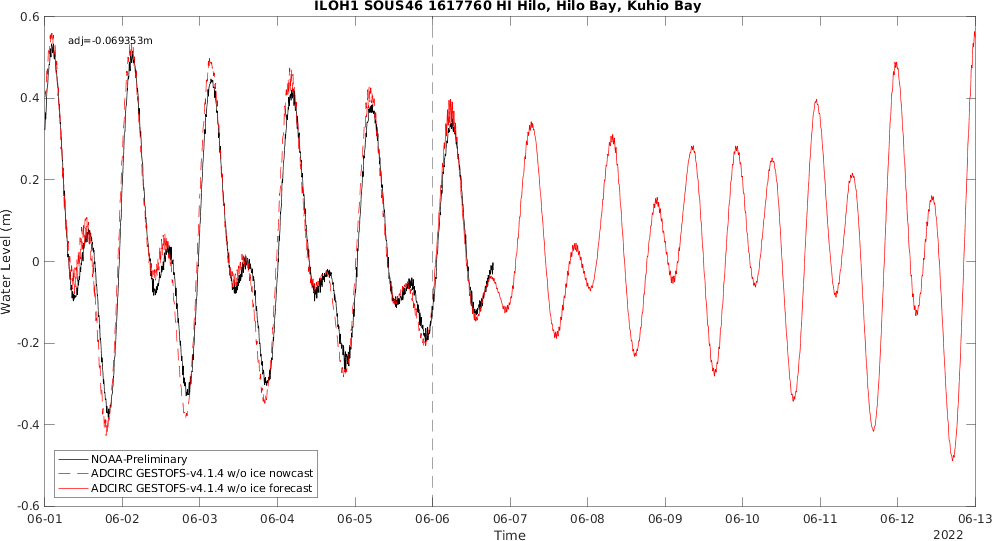 ILOH1 SOUS46 1617760 HI Hilo, Hilo Bay, Kuhio Bay
adj=-0.069353m
0.6
0.4
0.2
0
-0.2
-0.4
-0.6
Water Level (m)
NOAA-Preliminary
ADCIRC GESTOFS-v4.1.4 w/o ice nowcast
ADCIRC GESTOFS-v4.1.4 w/o ice forecast
06-01 06-02 06-03 06-04 06-05 06-06 06-07 06-08 06-09 06-10 06-11 06-12 06-13
Time
2022